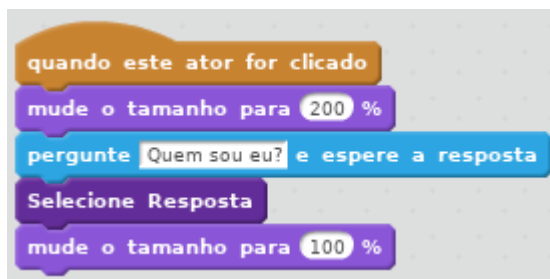 quando este ator for clicado
mude o tamanho para 200 %
pergunte Quem sou eu? e espere a resposta
Selecione Resposta
mude o tamanho para 100 %